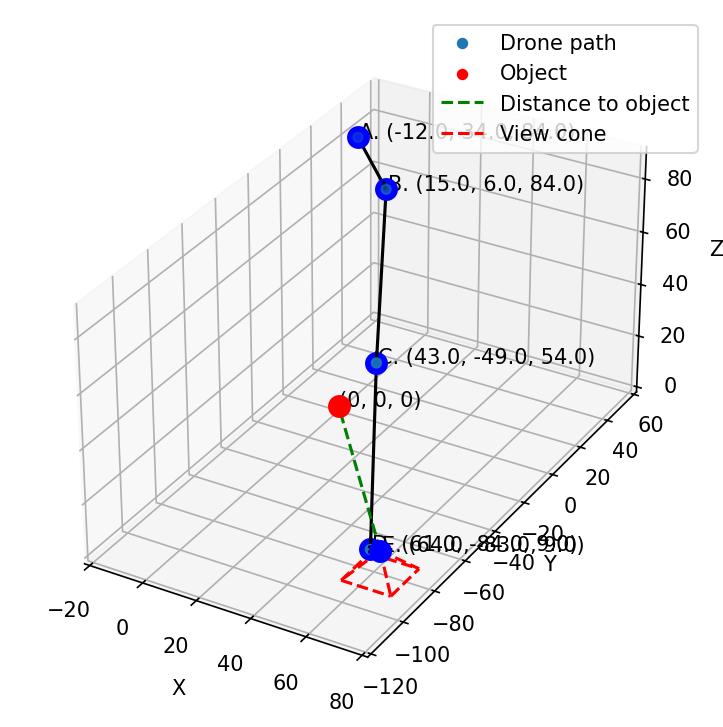 Drone path
Object
Distance to object
View cone
A. (-12.0, 34.0, 84.0)
B. (15.0, 6.0, 84.0)
C. (43.0, -49.0, 54.0)
(0, 0, 0)
80
60
40
20
0
Z
60
40
20
0
−20
−40
−60
−80
−100
−120
Y
−20
0
20
40
60
80
X